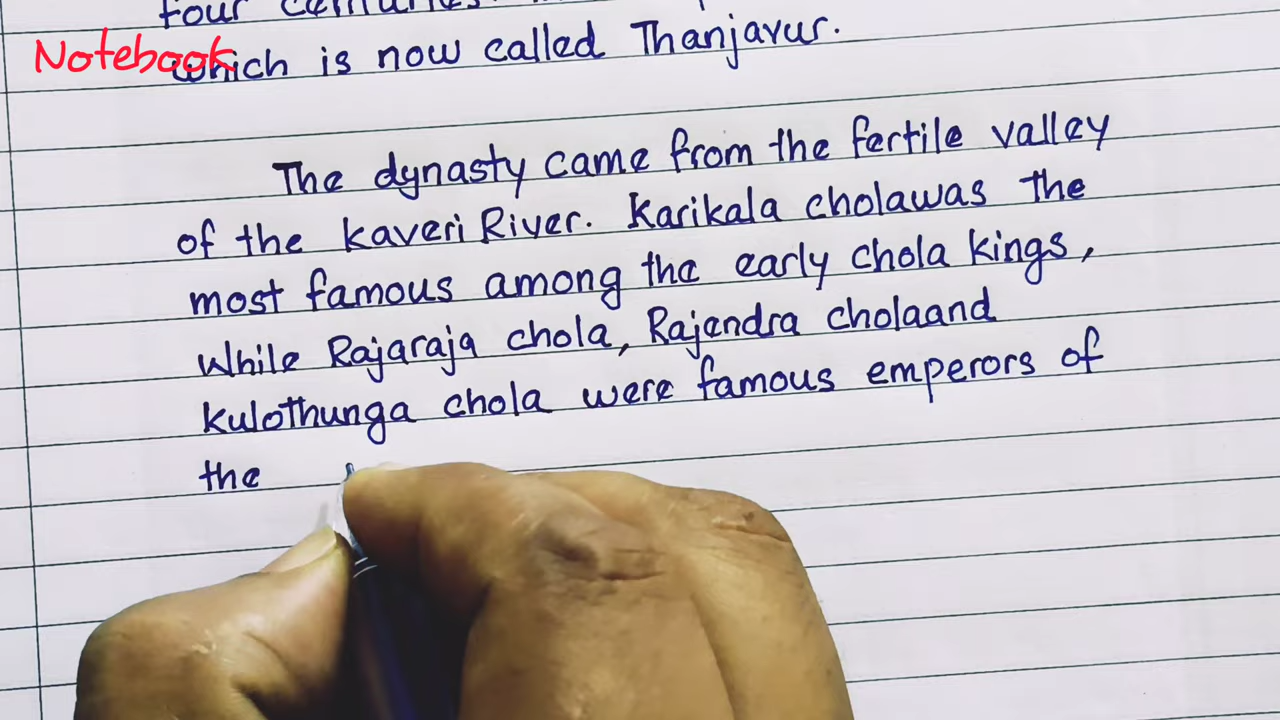 four
Notebook
which is now called Thanjavur.
The dynasty came from the fertile valley
of the Kaveri River. Karikala cholawas the
most famous among the early chola kings,
While Rajaraja chola, Rajendra cholaand
kulothunga chola were famous emperors of
the